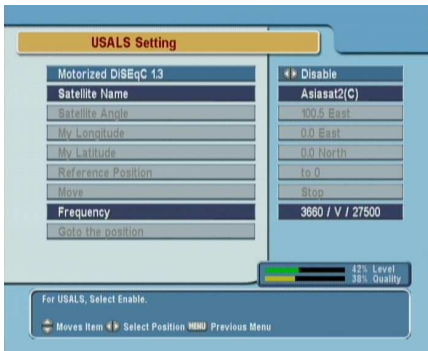 USALS Setting
Motorized DiSEqC 1.3 Disable
Satellite Name Asiasat2(C)
Satellite Angle 100.5 East
My Longitude 0.0 East
My Latitude 0.0 North
Reference Position to 0
Move Stop
Frequency 3660 / V / 27500
Goto the position
42% Level
38% Quality
For USALS, Select Enable.
Moves Item Select Position MENU Previous Menu